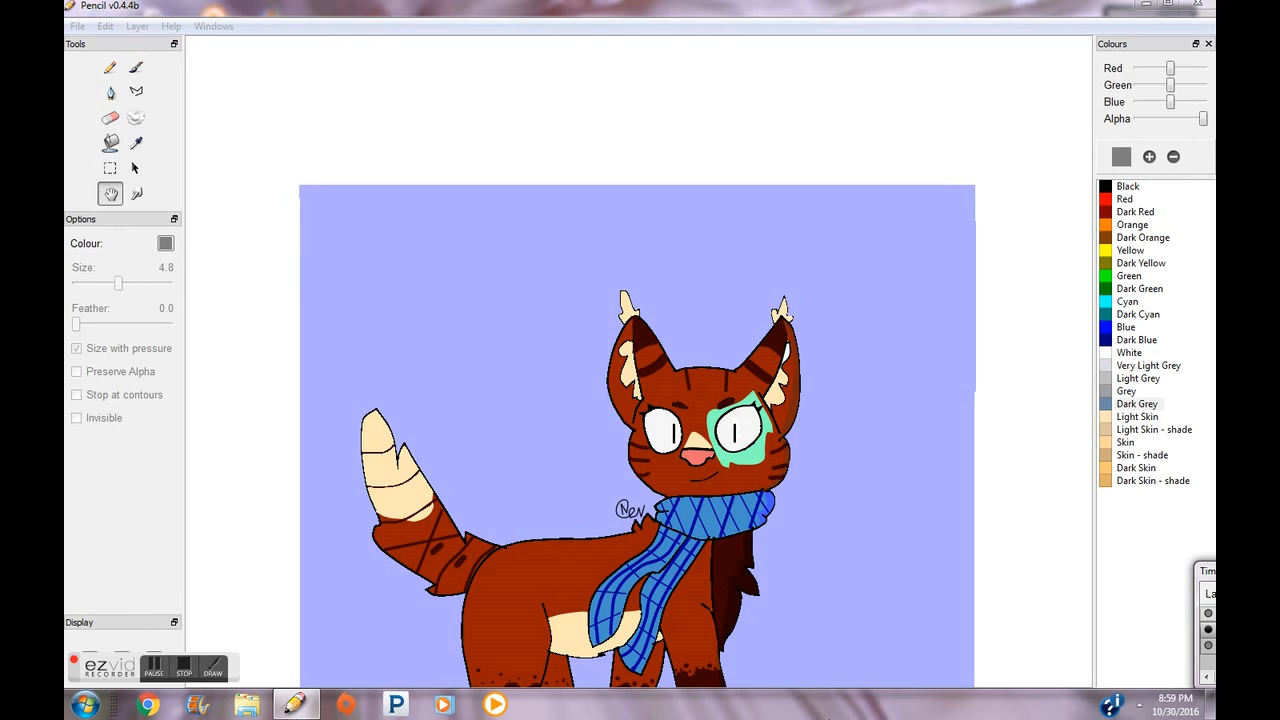 Pencil v0.4.4b
File Edit Layer Help Windows
Tools
Options
Colour:
Size: 4.8
Feather: 0.0
Size with pressure
Preserve Alpha
Stop at contours
Invisible
Display
ezvid
RECORDER
PAUSE STOP DRAW
Colours
Red
Green
Blue
Alpha
Black
Red
Dark Red
Orange
Dark Orange
Yellow
Dark Yellow
Green
Dark Green
Cyan
Dark Cyan
Blue
Dark Blue
White
Very Light Grey
Light Grey
Grey
Dark Grey
Light Skin
Light Skin - shade
Skin
Skin - shade
Dark Skin
Dark Skin - shade
Tim
La
8:59 PM
10/30/2016